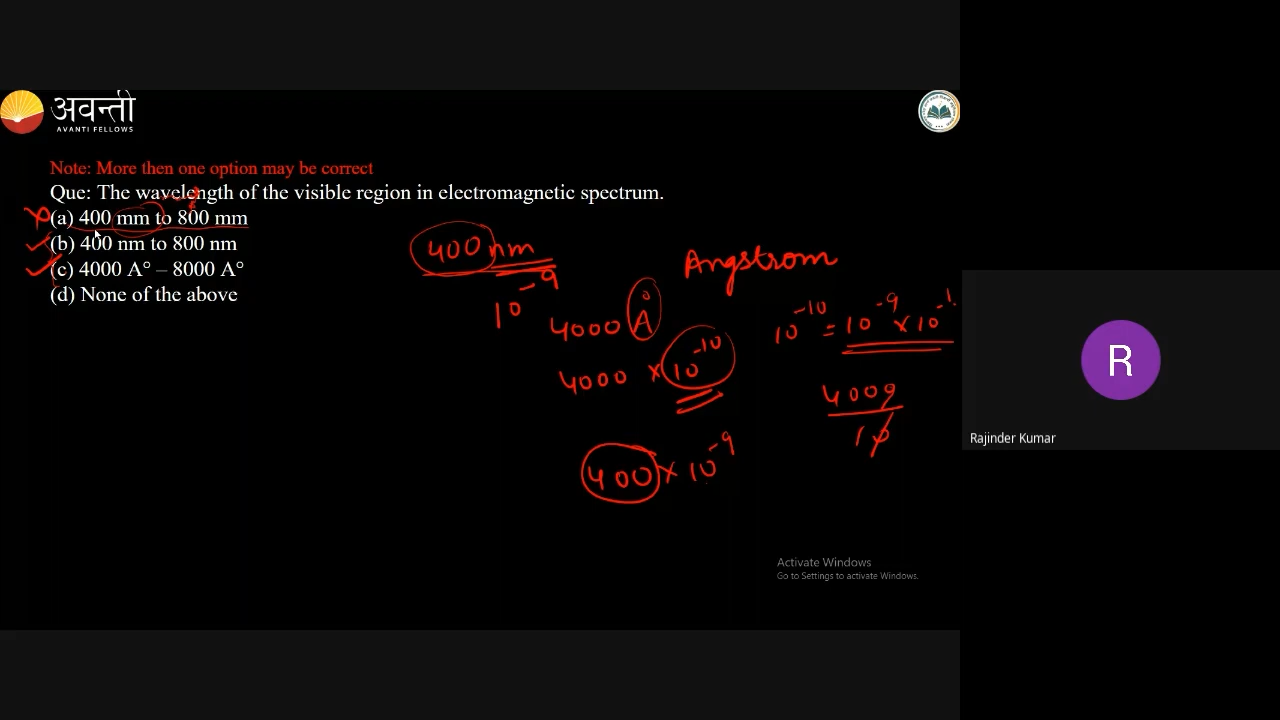 अवन्ती
AVANTI FELLOWS
Note: More then one option may be correct
Que: The wavelength of the visible region in electromagnetic spectrum.
(a) 400 mm to 800 mm
(b) 400 nm to 800 nm
(c) 4000 A° – 8000 A°
(d) None of the above
400 nm
10⁻⁹
4000 Å
4000 × 10⁻¹⁰
400 × 10⁻⁹
Angstrom
10⁻¹⁰ = 10⁻⁹ × 10⁻¹
4000
10
R
Rajinder Kumar
Activate Windows
Go to Settings to activate Windows.